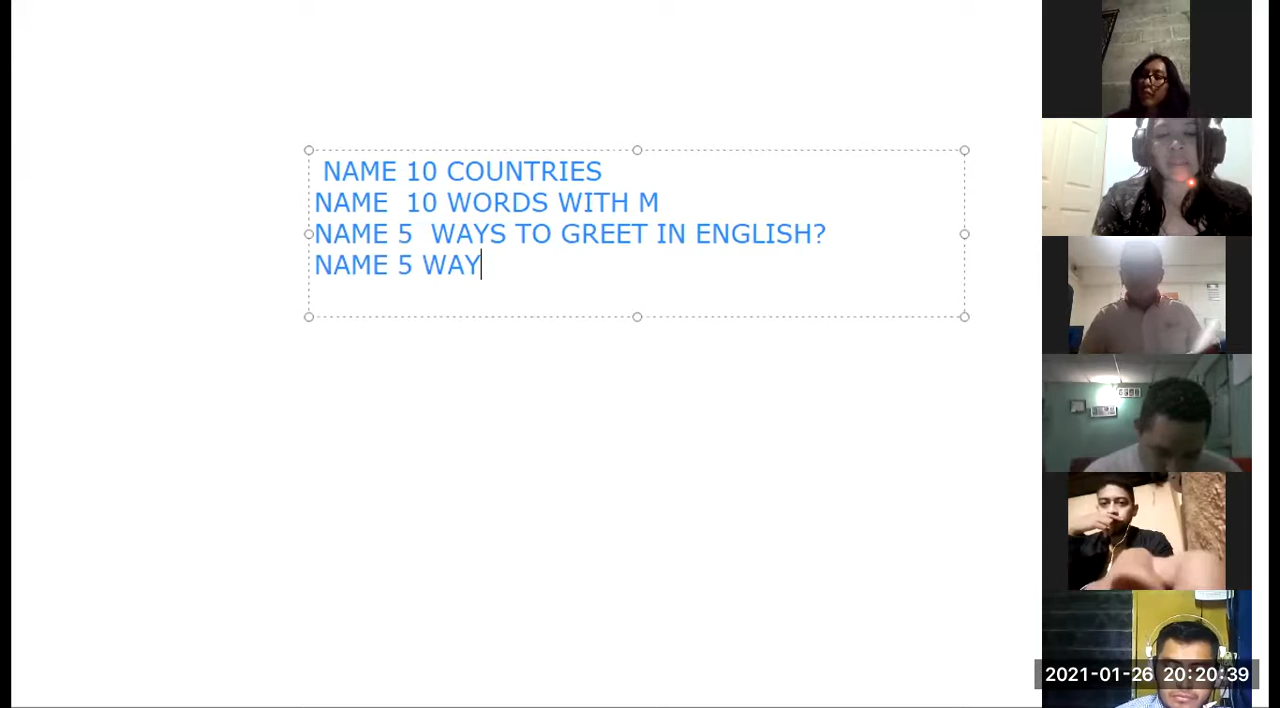 NAME 10 COUNTRIES
NAME  10 WORDS WITH M
NAME 5  WAYS TO GREET IN ENGLISH?
NAME 5 WAY
2021-01-26 20:20:39